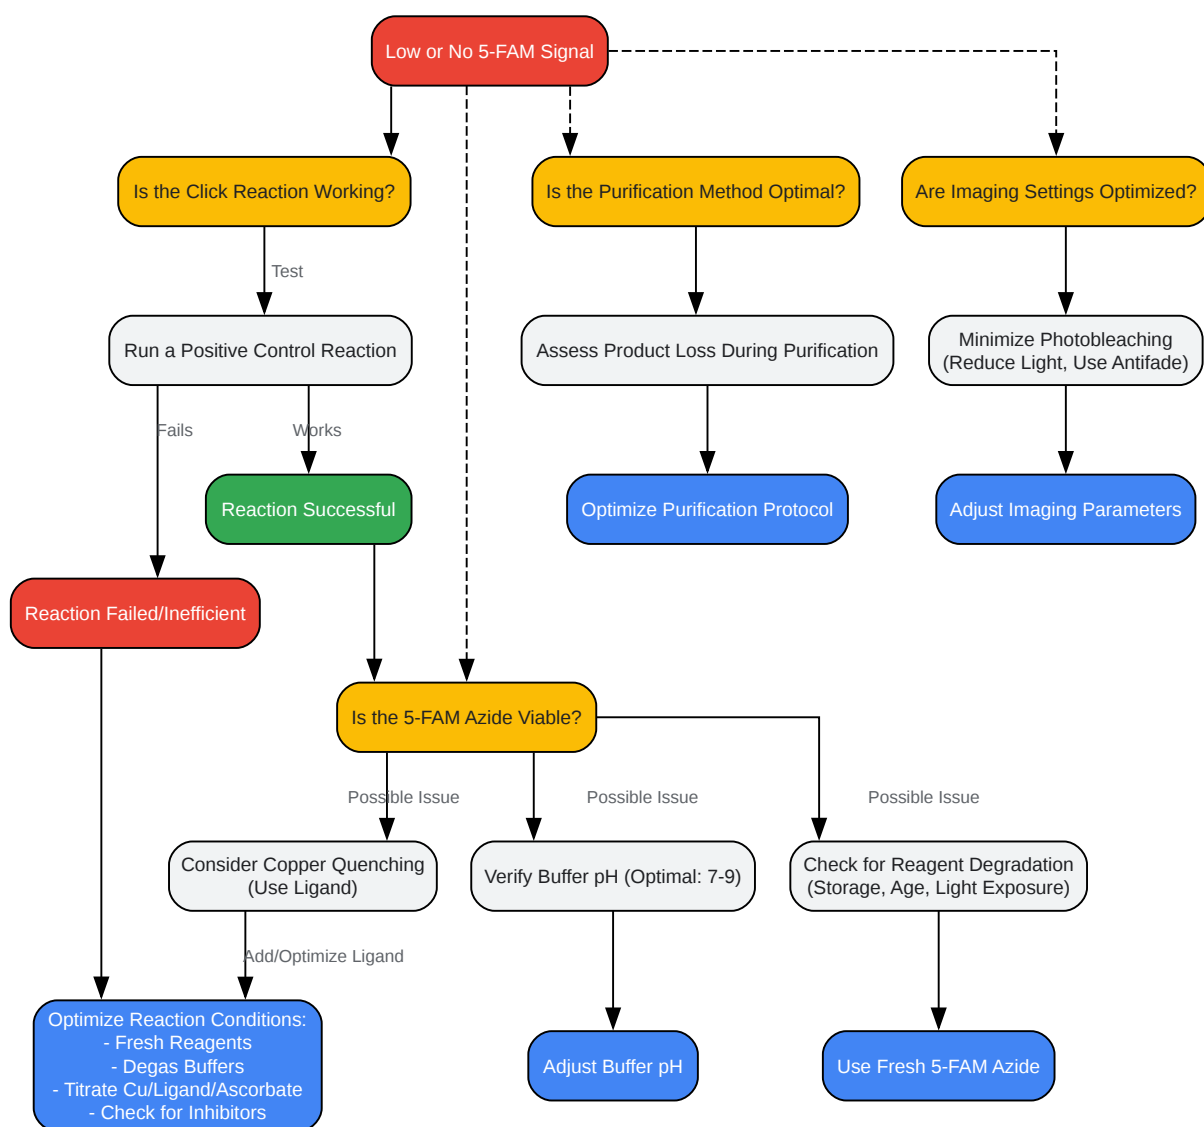 Low or No 5-FAM Signal
Is the Click Reaction Working?
Is the Purification Method Optimal?
Are Imaging Settings Optimized?
Test
Run a Positive Control Reaction
Assess Product Loss During Purification
Minimize Photobleaching
(Reduce Light, Use Antifade)
Fails
Works
Reaction Successful
Optimize Purification Protocol
Adjust Imaging Parameters
Reaction Failed/Inefficient
Is the 5-FAM Azide Viable?
Possible Issue
Possible Issue
Possible Issue
Consider Copper Quenching
(Use Ligand)
Verify Buffer pH (Optimal: 7-9)
Check for Reagent Degradation
(Storage, Age, Light Exposure)
Add/Optimize Ligand
Optimize Reaction Conditions:
- Fresh Reagents
- Degas Buffers
- Titrate Cu/Ligand/Ascorbate
- Check for Inhibitors
Adjust Buffer pH
Use Fresh 5-FAM Azide